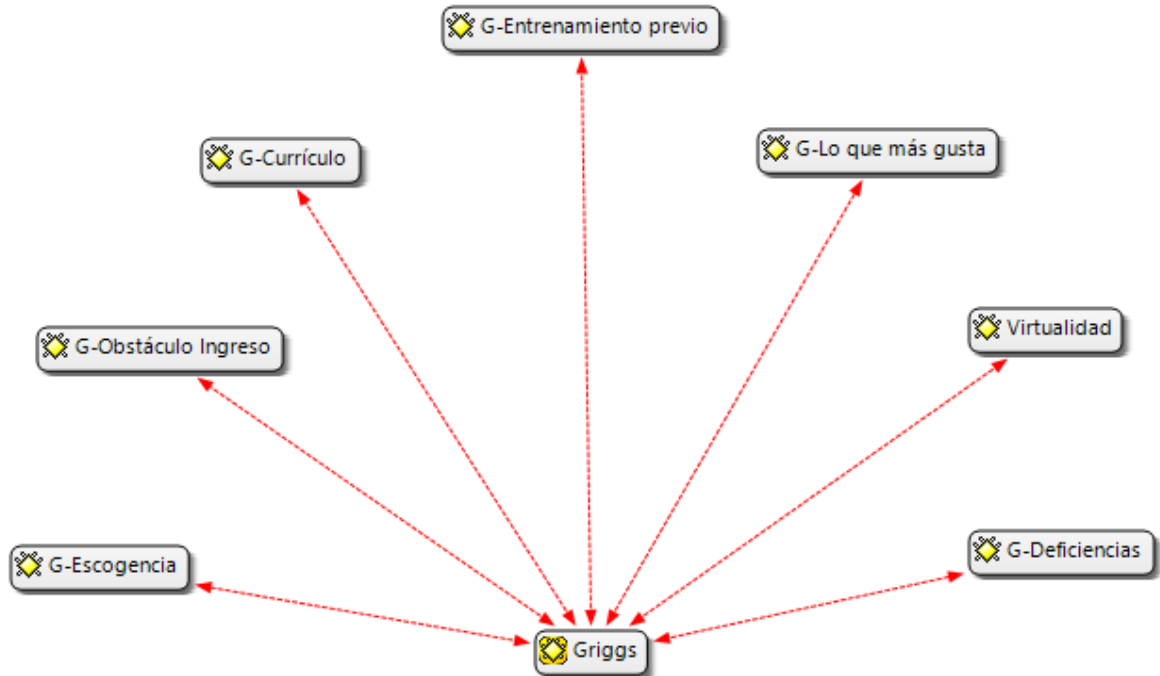 G-Entrenamiento previo
G-Currículo
G-Lo que más gusta
G-Obstáculo Ingreso
Virtualidad
G-Escogencia
G-Deficiencias
Griggs